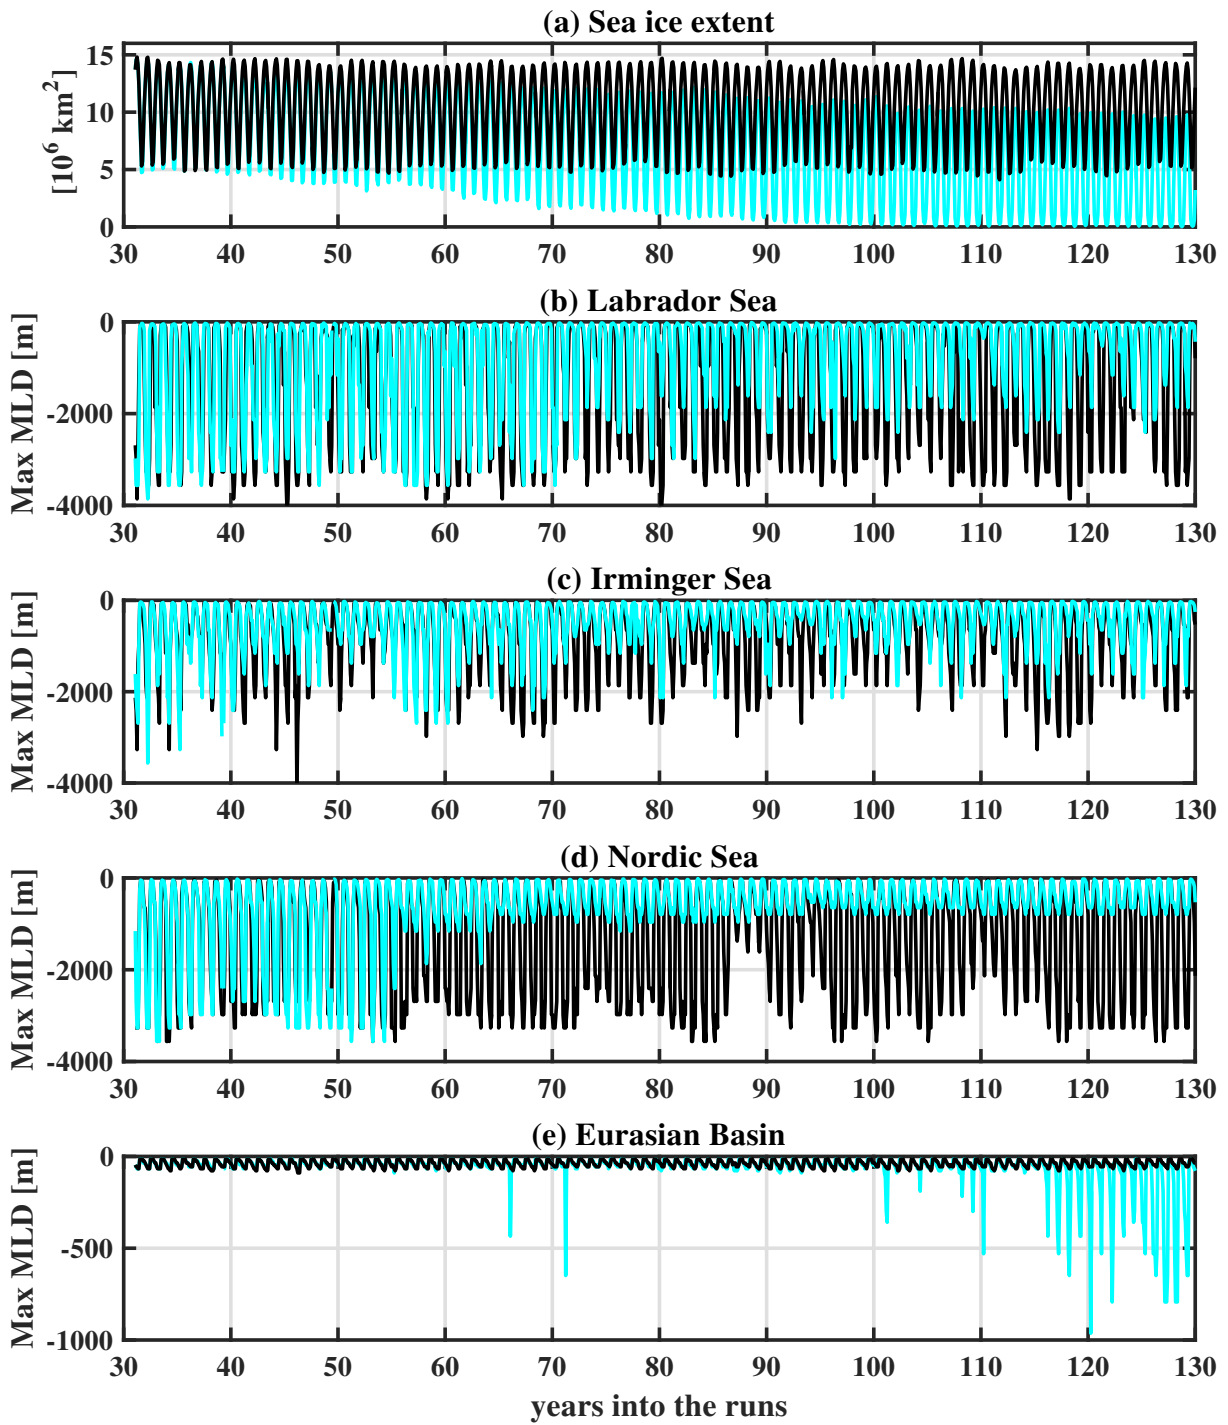 (a) Sea ice extent
[10⁶ km²]
15
10
5
0
30 40 50 60 70 80 90 100 110 120 130
(b) Labrador Sea
Max MLD [m]
0
-2000
-4000
30 40 50 60 70 80 90 100 110 120 130
(c) Irminger Sea
Max MLD [m]
0
-2000
-4000
30 40 50 60 70 80 90 100 110 120 130
(d) Nordic Sea
Max MLD [m]
0
-2000
-4000
30 40 50 60 70 80 90 100 110 120 130
(e) Eurasian Basin
Max MLD [m]
0
-500
-1000
30 40 50 60 70 80 90 100 110 120 130
years into the runs